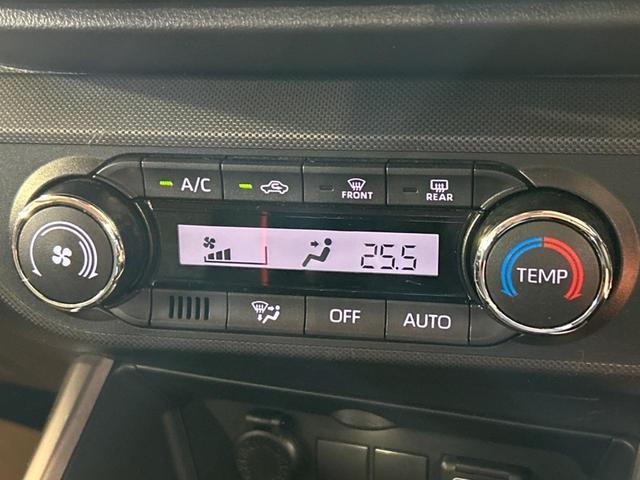 A/C FRONT REAR
25.5
TEMP
OFF AUTO